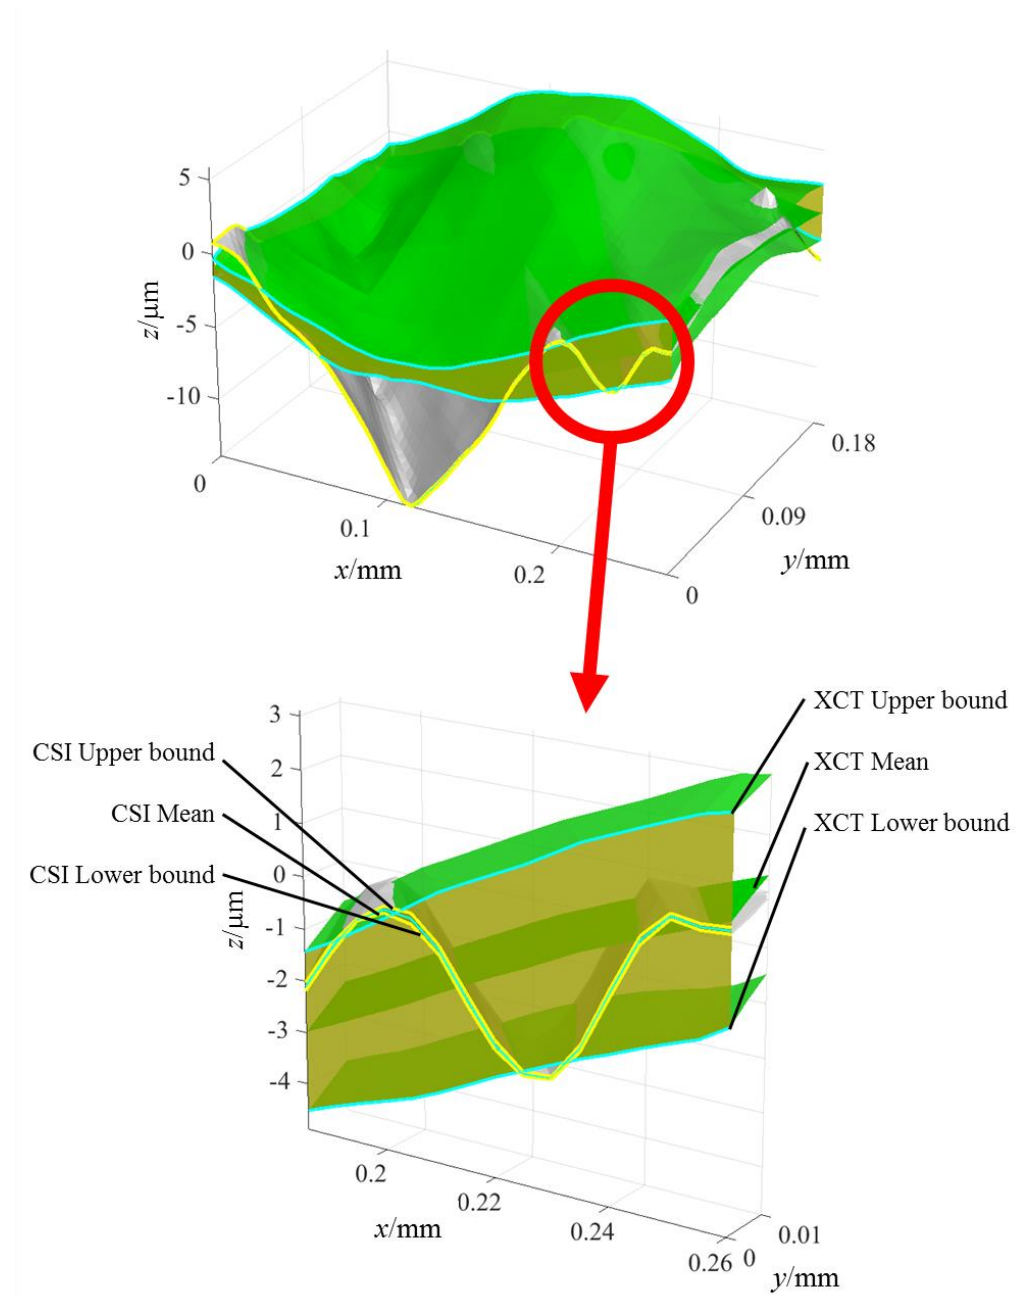 5
0
-5
-10
z/µm
0
0.1
0.2
x/mm
0
0.09
0.18
y/mm
3
2
1
0
-1
-2
-3
-4
z/µm
CSI Upper bound
CSI Mean
CSI Lower bound
XCT Upper bound
XCT Mean
XCT Lower bound
0.2
0.22
0.24
0.26
x/mm
0
0.01
y/mm